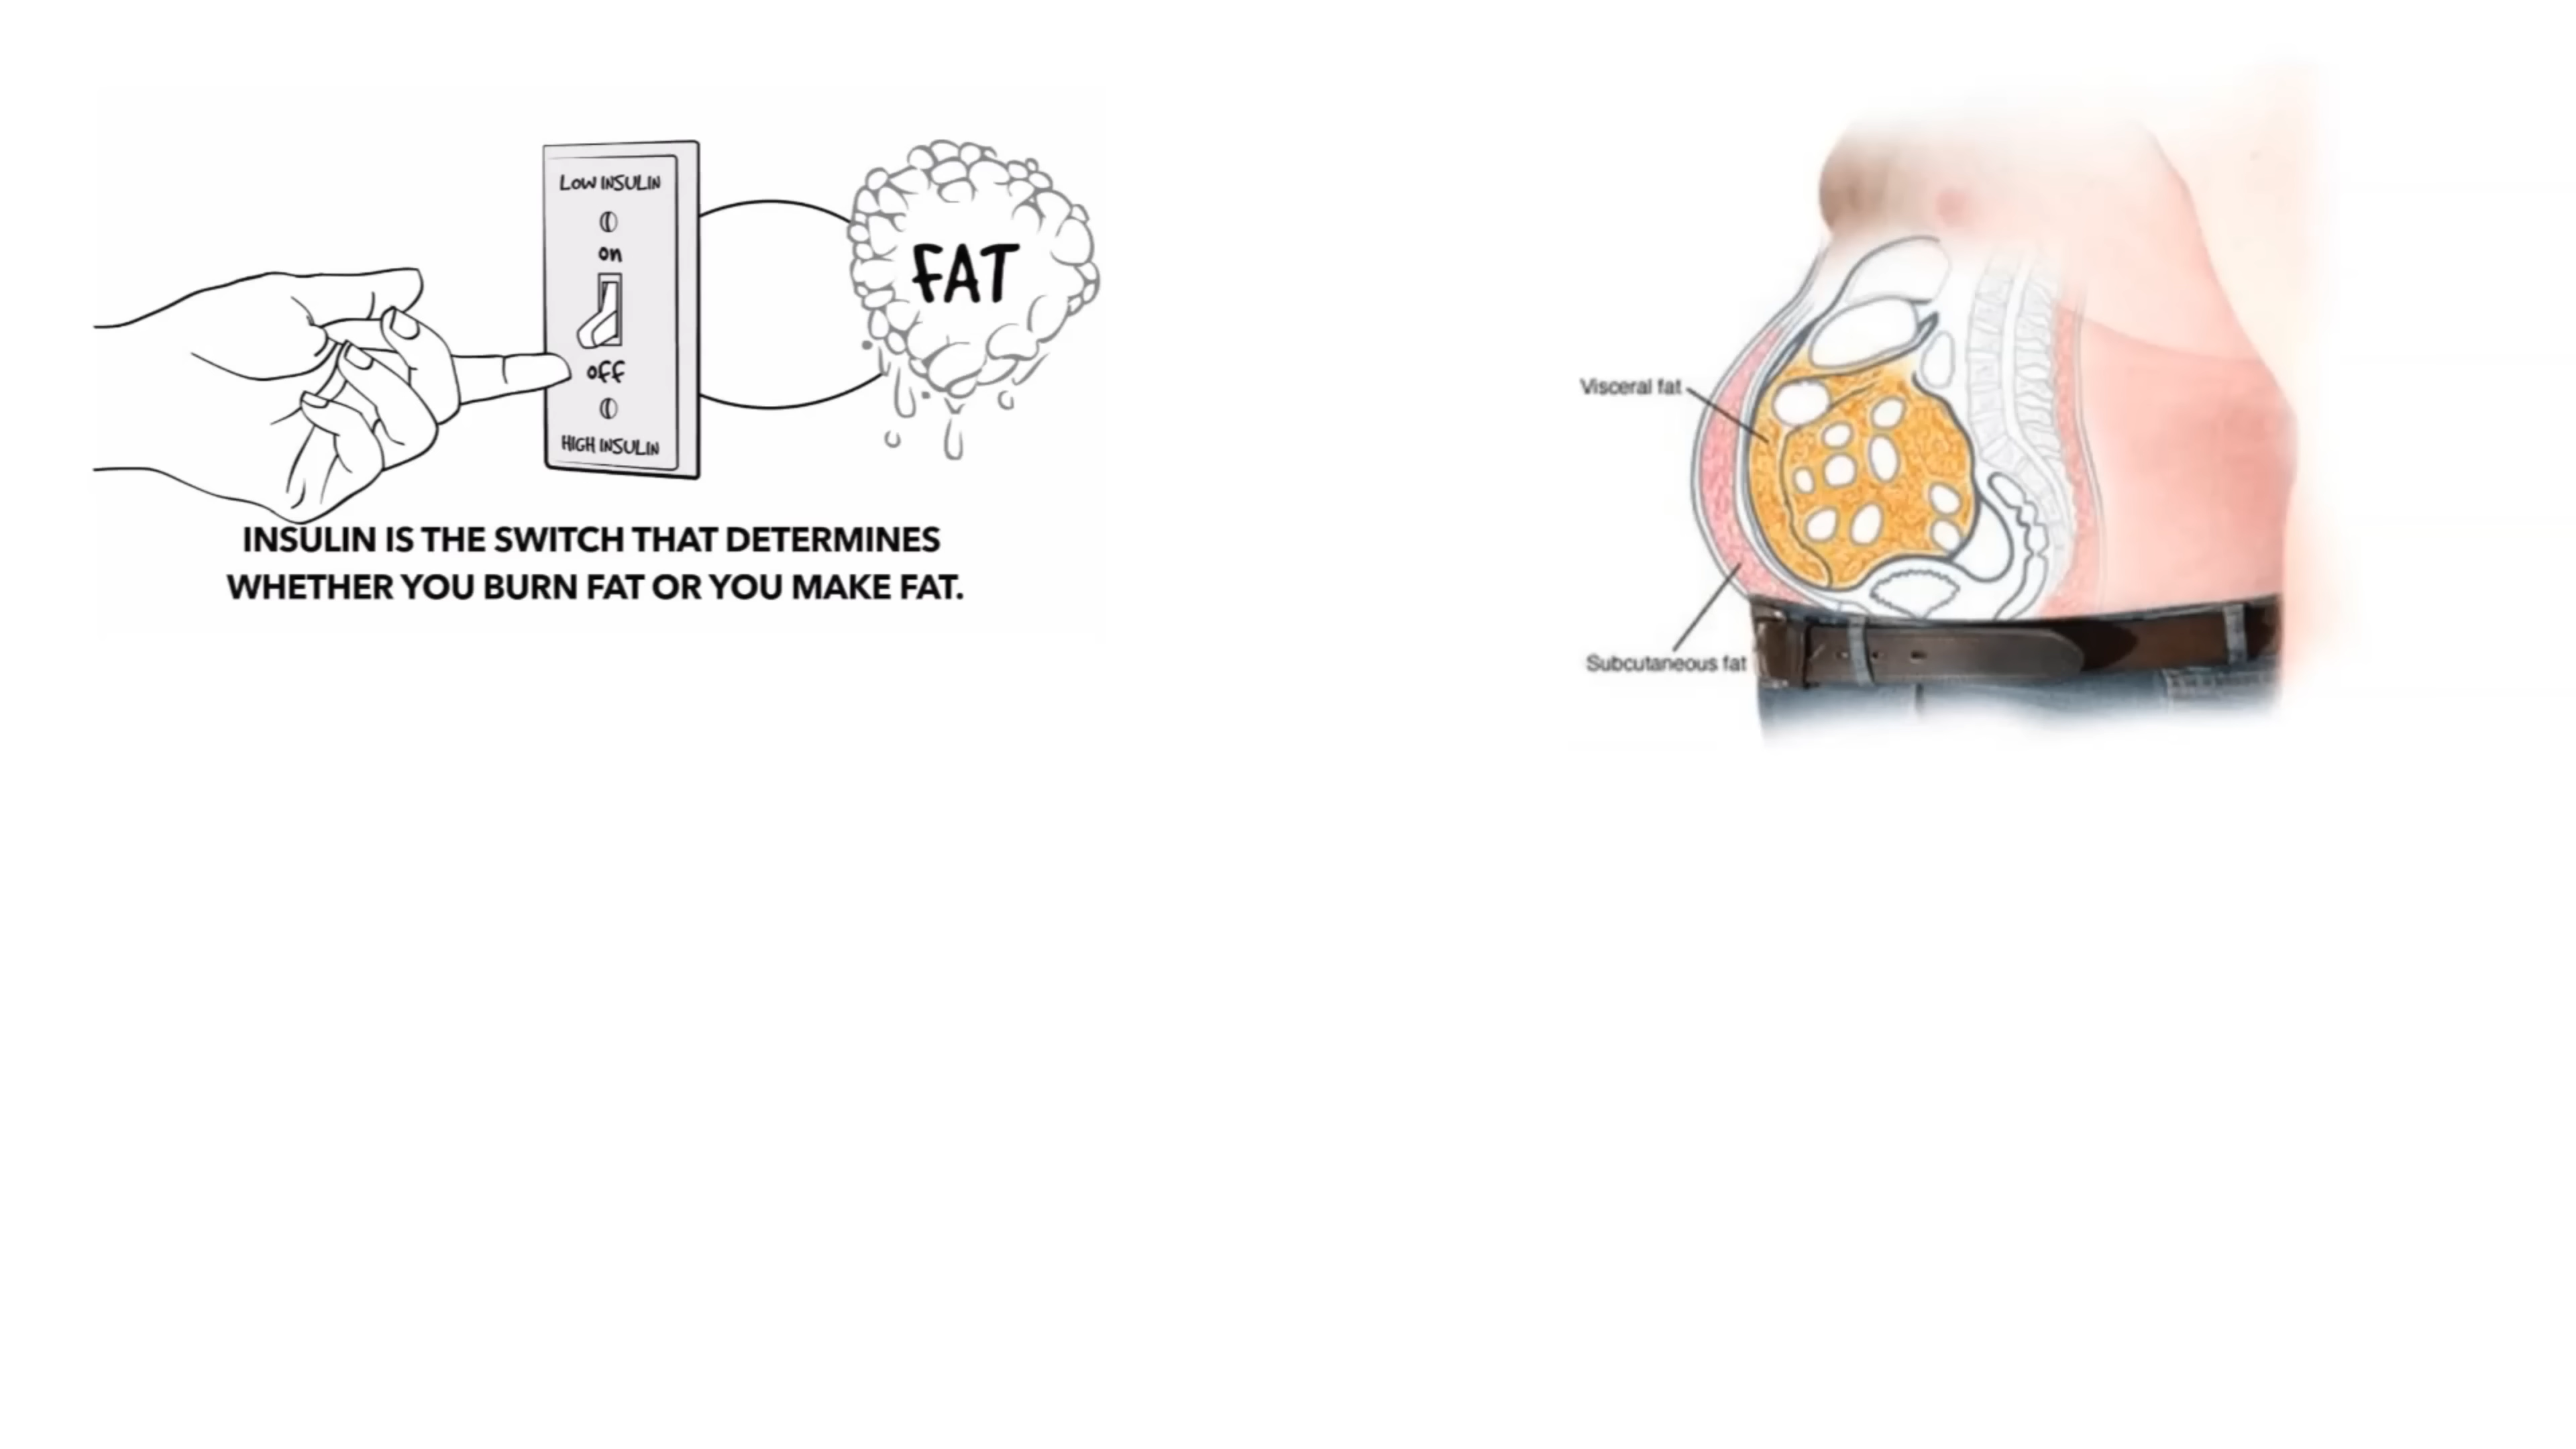 LOW INSULIN
on
off
HIGH INSULIN
FAT
INSULIN IS THE SWITCH THAT DETERMINES
WHETHER YOU BURN FAT OR YOU MAKE FAT.
Visceral fat
Subcutaneous fat